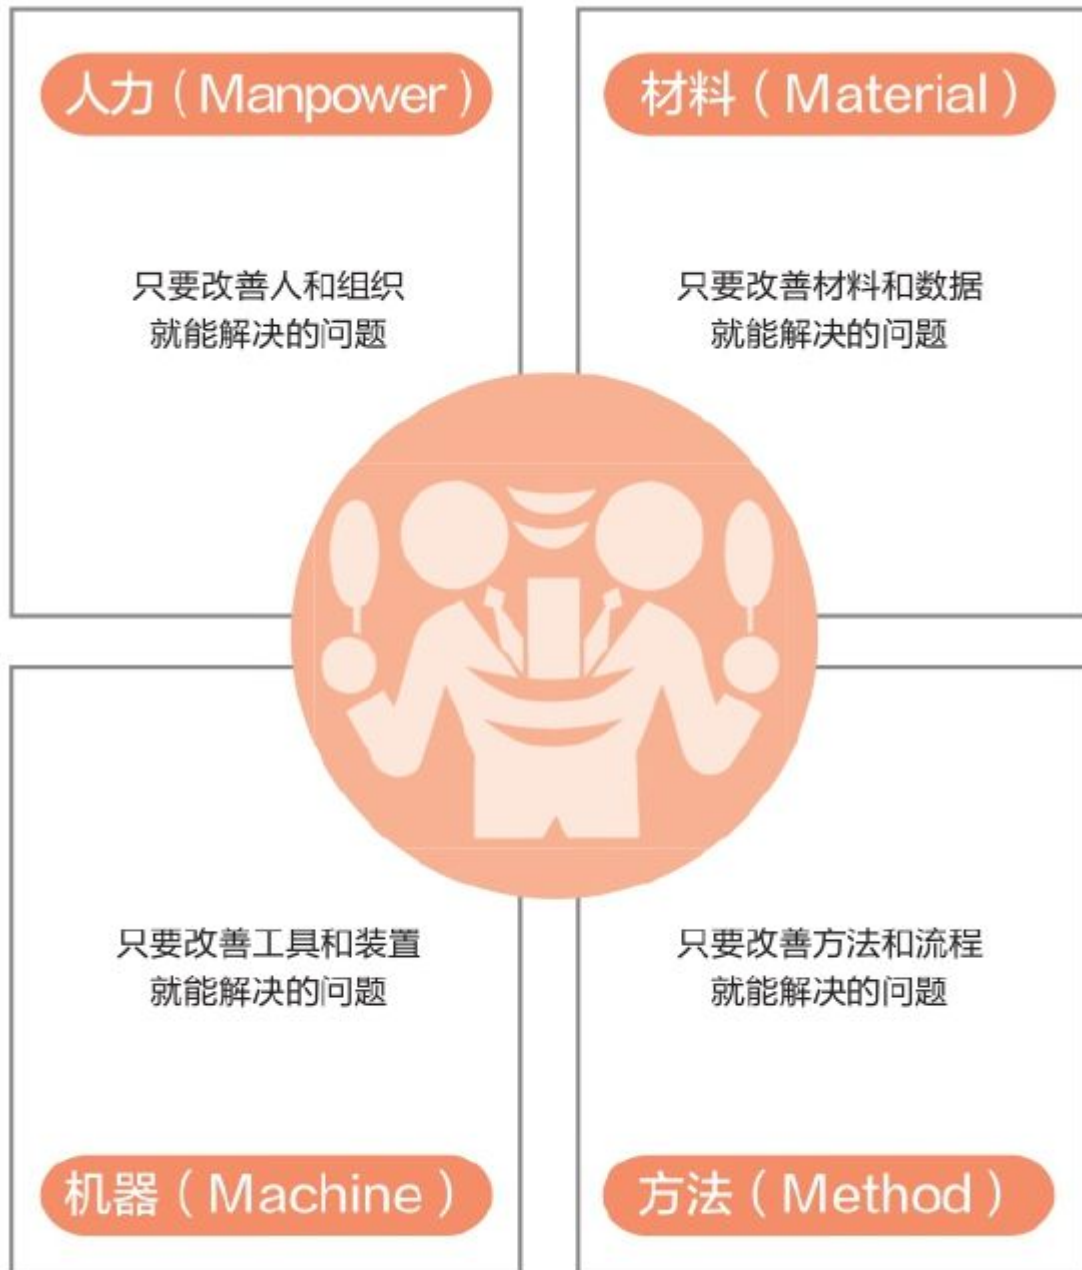 人力（Manpower）
只要改善人和组织
就能解决的问题
材料（Material）
只要改善材料和数据
就能解决的问题
只要改善工具和装置
就能解决的问题
机器（Machine）
只要改善方法和流程
就能解决的问题
方法（Method）